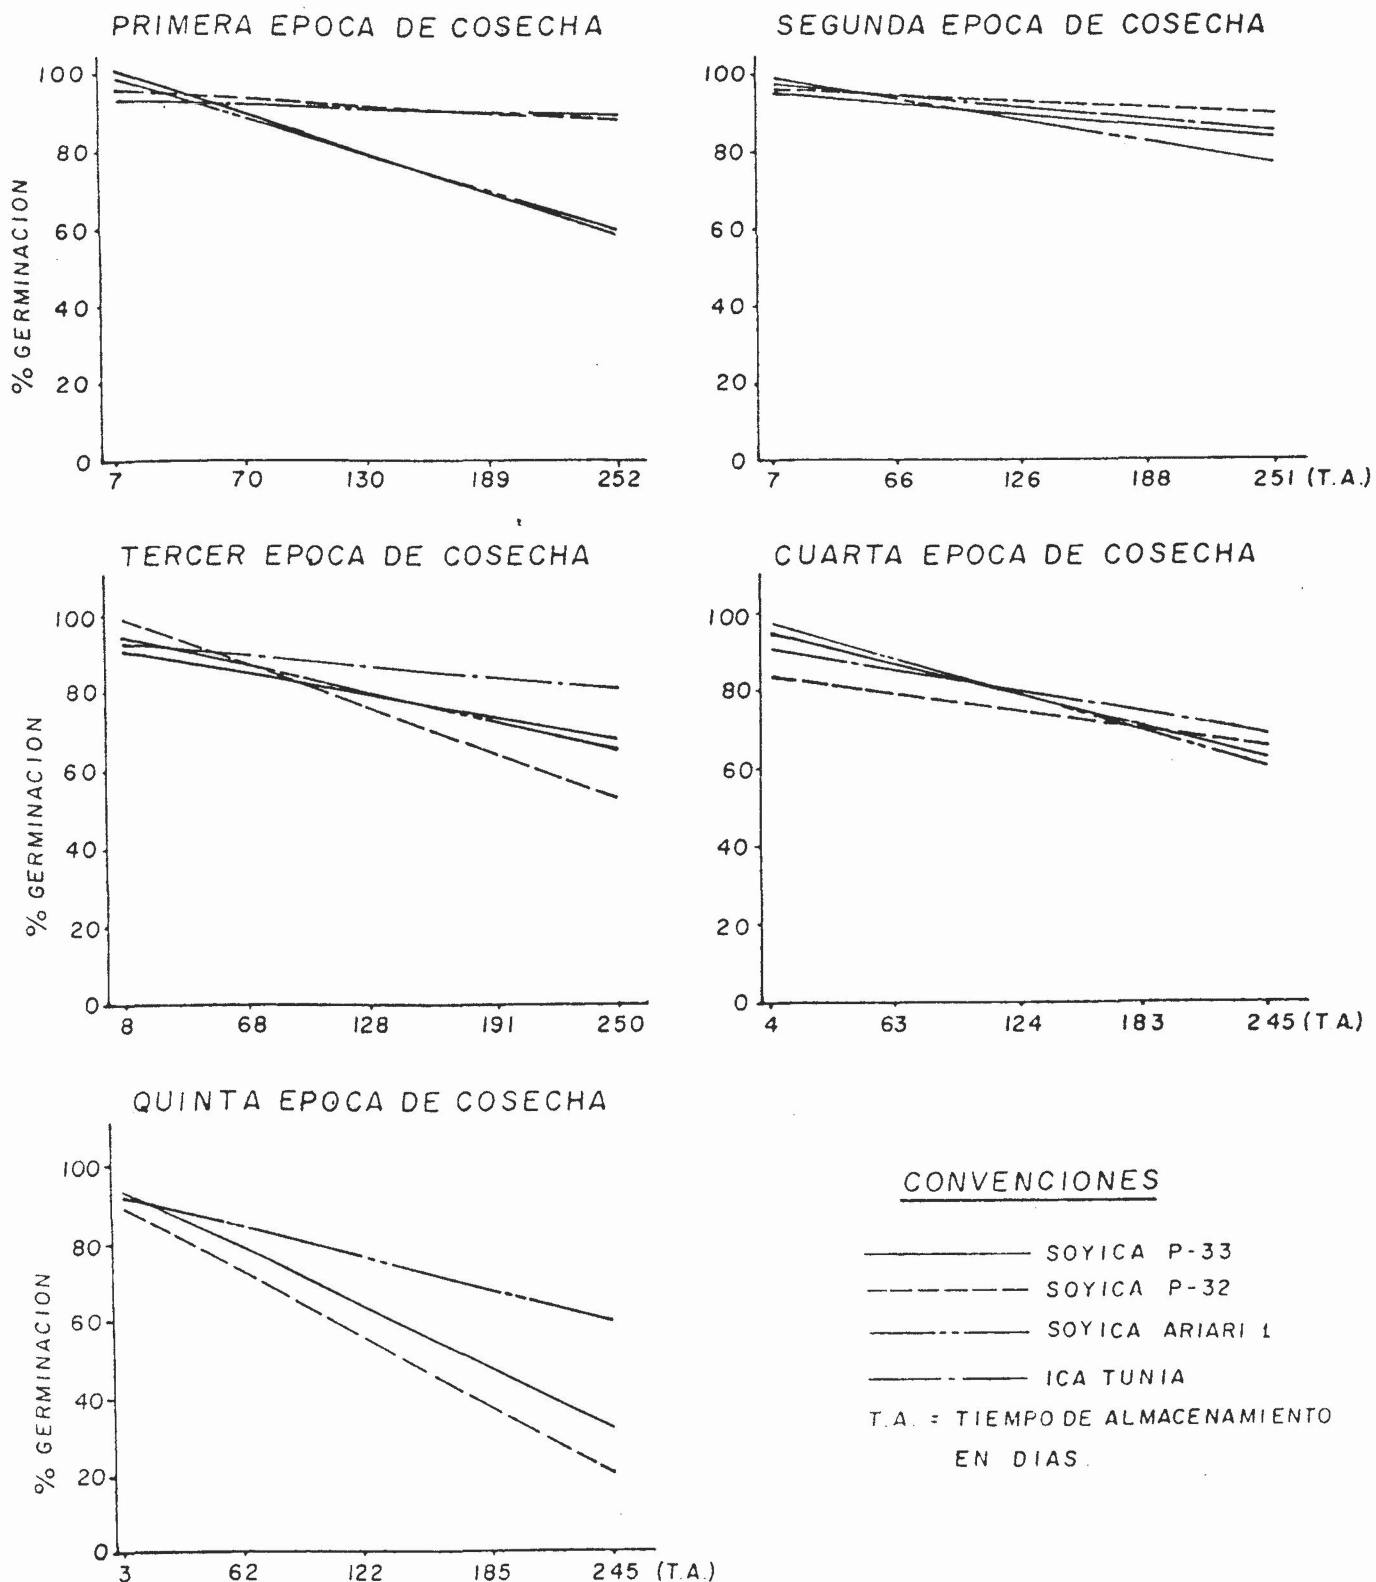 PRIMERA EPOCA DE COSECHA
% GERMINACION
100
80
60
40
20
0
7 70 130 189 252
SEGUNDA EPOCA DE COSECHA
100
80
60
40
20
0
7 66 126 188 251 (T.A.)
TERCER EPOCA DE COSECHA
% GERMINACION
100
80
60
40
20
0
8 68 128 191 250
CUARTA EPOCA DE COSECHA
100
80
60
40
20
0
4 63 124 183 245 (T.A.)
QUINTA EPOCA DE COSECHA
% GERMINACION
100
80
60
40
20
0
3 62 122 185 245 (T.A.)
CONVENCIONES
SOYICA P-33
SOYICA P-32
SOYICA ARIARI 1
ICA TUNIA
T.A. = TIEMPO DE ALMACENAMIENTO
EN DIAS.